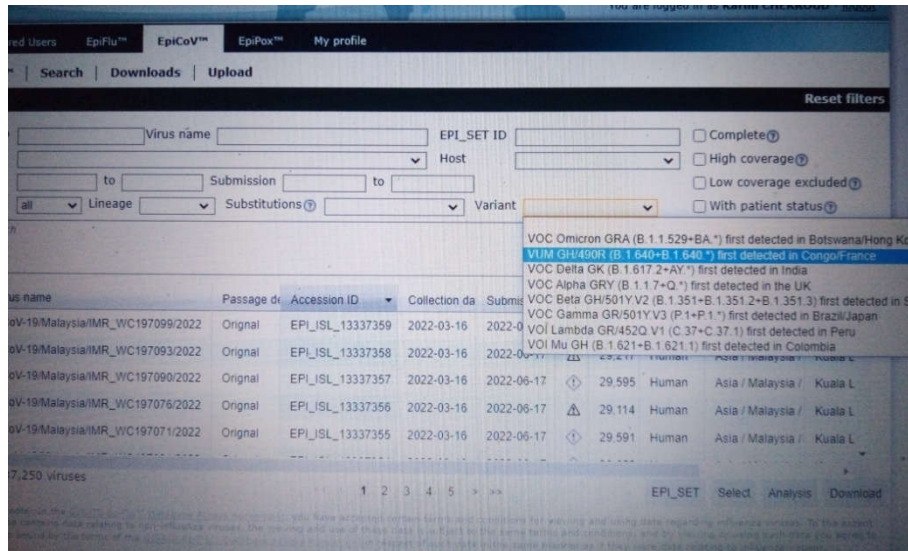 You are logged in as Karim CHERKOUD
red Users EpiFlu™ EpiCoV™ EpiPox™ My profile
Search | Downloads | Upload
Reset filters
Virus name EPI_SET ID Complete
Host High coverage
to Submission to Low coverage excluded
all Lineage Substitutions Variant With patient status
VOC Omicron GRA (B.1.1.529+BA.*) first detected in Botswana/Hong Ko
VUM GH/490R (B.1.640+B.1.640.*) first detected in Congo/France
VOC Delta GK (B.1.617.2+AY.*) first detected in India
VOC Alpha GRY (B.1.1.7+Q.*) first detected in the UK
VOC Beta GH/501Y.V2 (B.1.351+B.1.351.2+B.1.351.3) first detected in S
VOC Gamma GR/501Y.V3 (P.1+P.1.*) first detected in Brazil/Japan
VOI Lambda GR/452Q.V1 (C.37+C.37.1) first detected in Peru
VOI Mu GH (B.1.621+B.1.621.1) first detected in Colombia
us name Passage de Accession ID Collection da Submis
oV-19/Malaysia/IMR_WC197099/2022 Orignal EPI_ISL_13337359 2022-03-16 2022-0
oV-19/Malaysia/IMR_WC197093/2022 Orignal EPI_ISL_13337358 2022-03-16 29,217 Human Asia / Malaysia / Kuala L
oV-19/Malaysia/IMR_WC197090/2022 Orignal EPI_ISL_13337357 2022-03-16 2022-06-17 29,595 Human Asia / Malaysia / Kuala L
oV-19/Malaysia/IMR_WC197076/2022 Orignal EPI_ISL_13337356 2022-03-16 2022-06-17 29,114 Human Asia / Malaysia / Kuala L
oV-19/Malaysia/IMR_WC197071/2022 Orignal EPI_ISL_13337355 2022-03-16 2022-06-17 29,591 Human Asia / Malaysia / Kuala L
7,250 viruses
1 2 3 4 5 > >>
EPI_SET Select Analysis Download